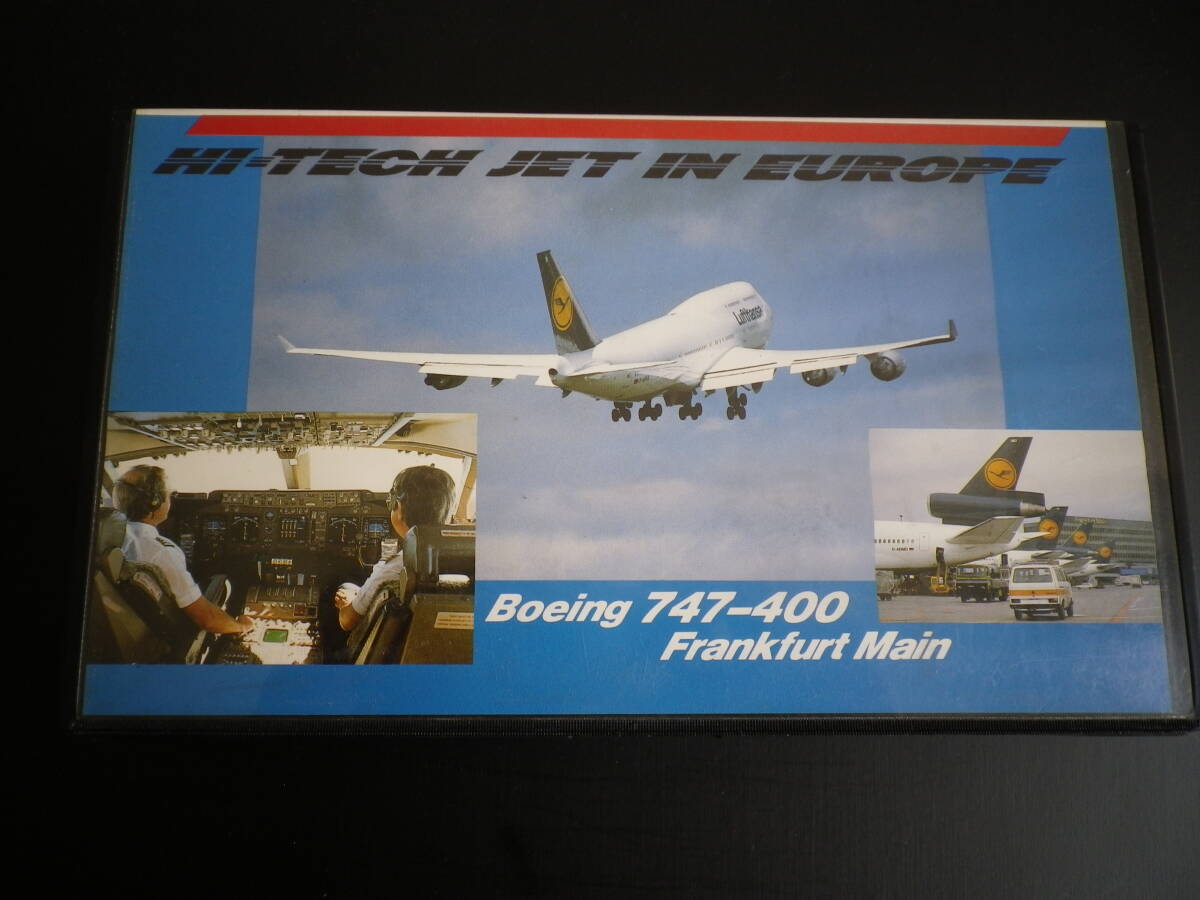 HI-TECH JET IN EUROPE
Lufthansa
Boeing 747-400
Frankfurt Main